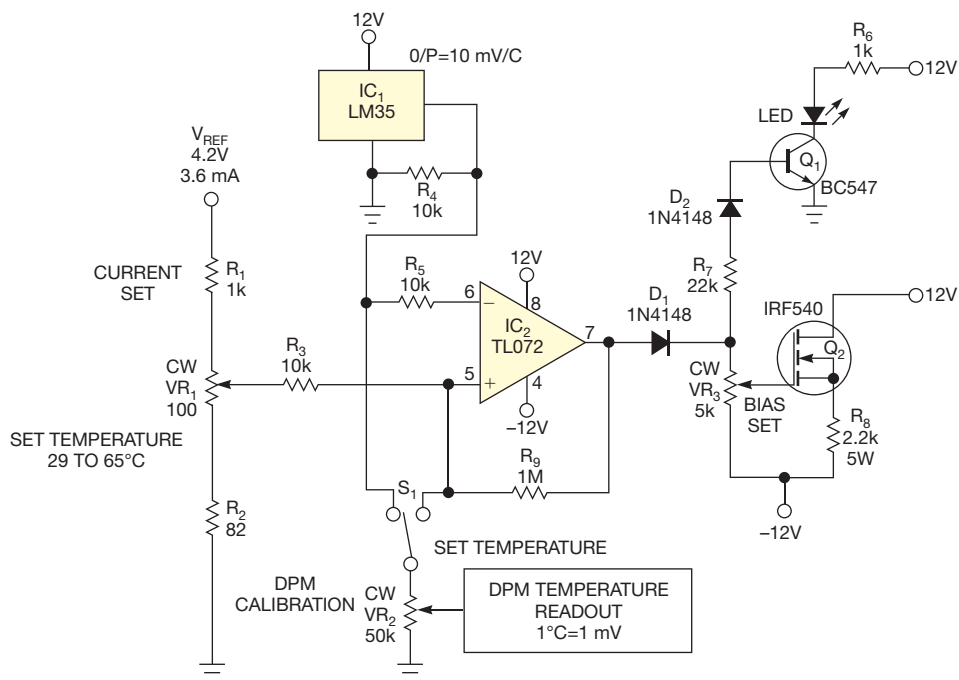 12V
0/P=10 mV/C
IC1
LM35
R4
10k
VREF
4.2V
3.6 mA
CURRENT
SET
R1
1k
CW
VR1
100
SET TEMPERATURE
29 TO 65°C
R2
82
R3
10k
R5
10k
12V
6
−
8
IC2
TL072
7
5
+
4
–12V
R9
1M
S1
SET TEMPERATURE
DPM
CALIBRATION
CW
VR2
50k
DPM TEMPERATURE
READOUT
1°C=1 mV
D1
1N4148
R6
1k
12V
LED
Q1
BC547
D2
1N4148
R7
22k
IRF540
12V
Q2
CW
VR3
5k
BIAS
SET
R8
2.2k
5W
–12V